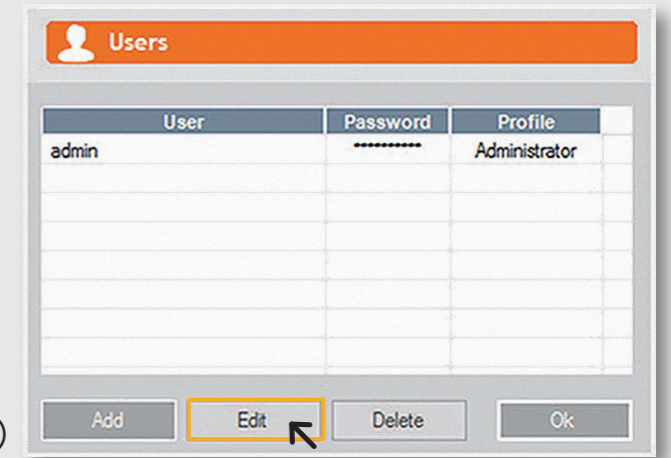 Users
User Password Profile
admin •••••••••• Administrator
Add Edit Delete Ok
)